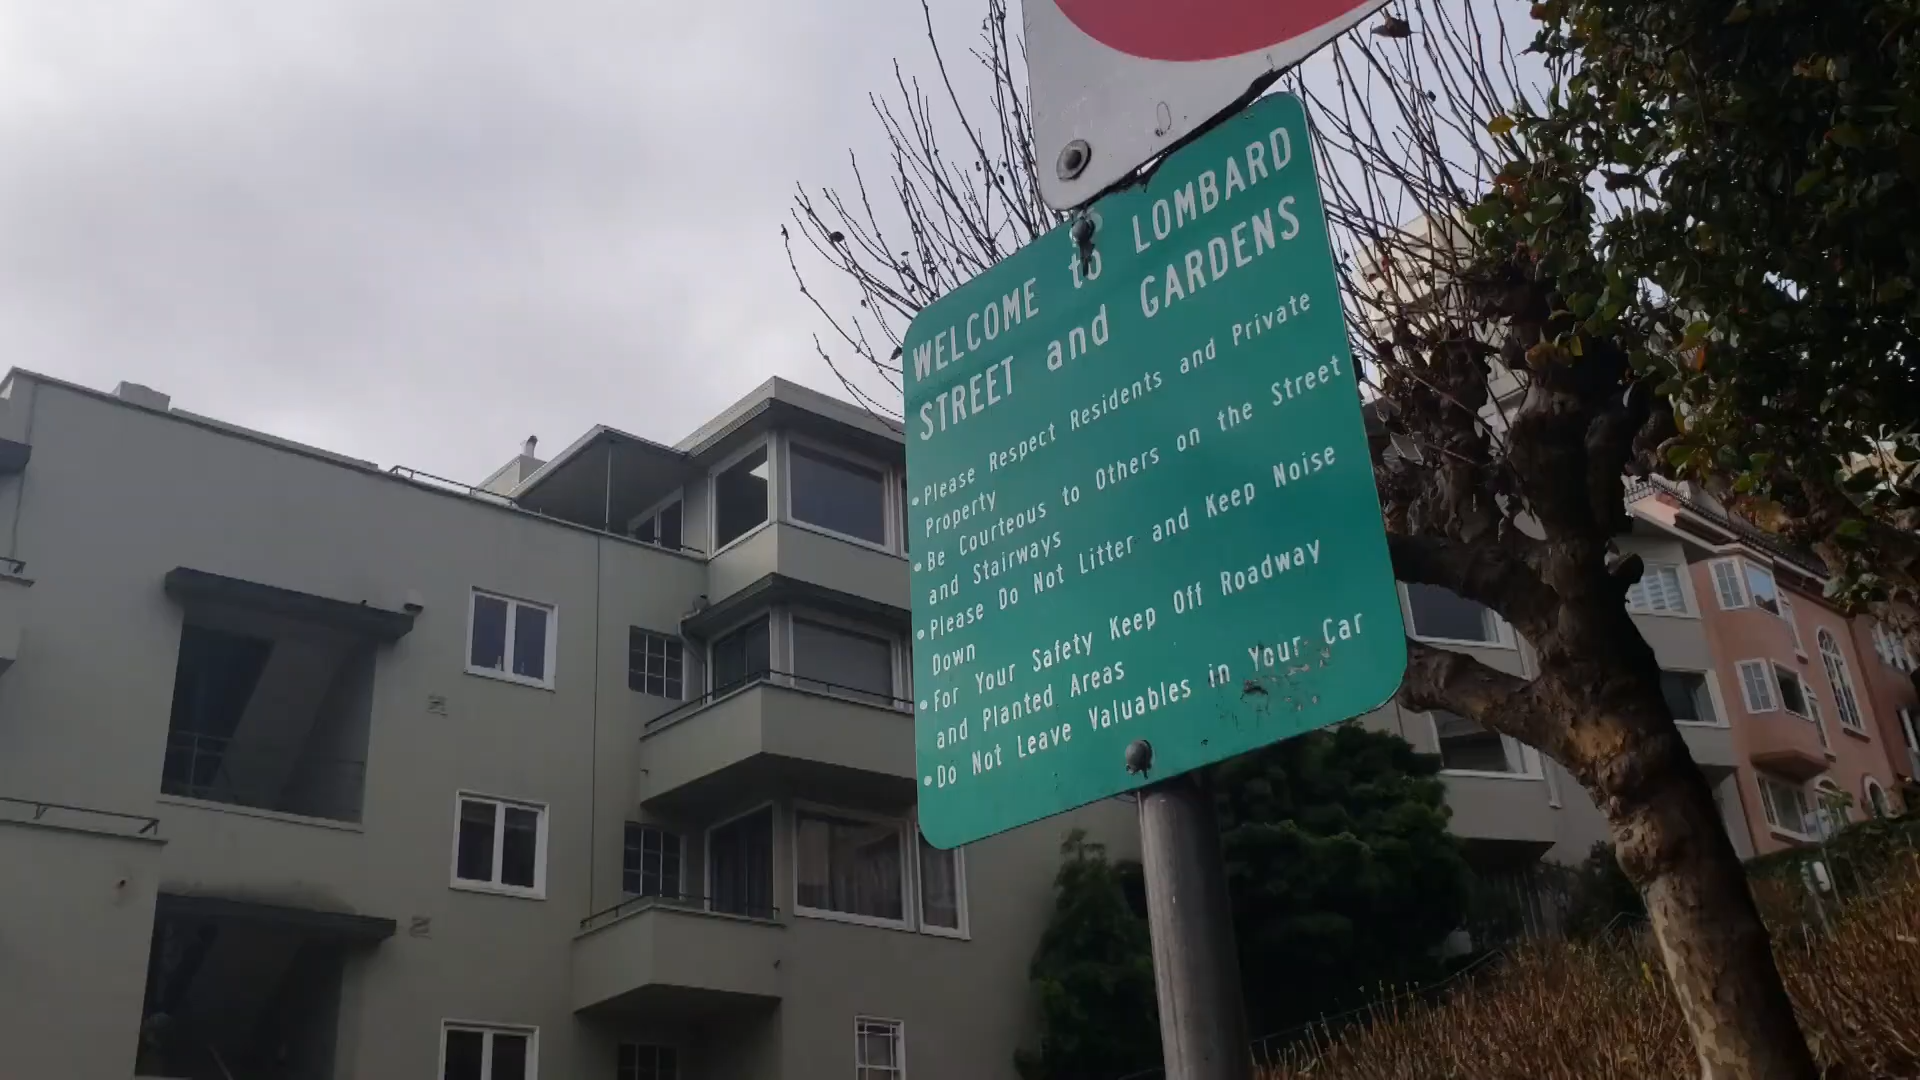 WELCOME to LOMBARD
STREET and GARDENS
• Please Respect Residents and Private
Property
• Be Courteous to Others on the Street
and Stairways
• Please Do Not Litter and Keep Noise
Down
• For Your Safety Keep Off Roadway
and Planted Areas
• Do Not Leave Valuables in Your Car